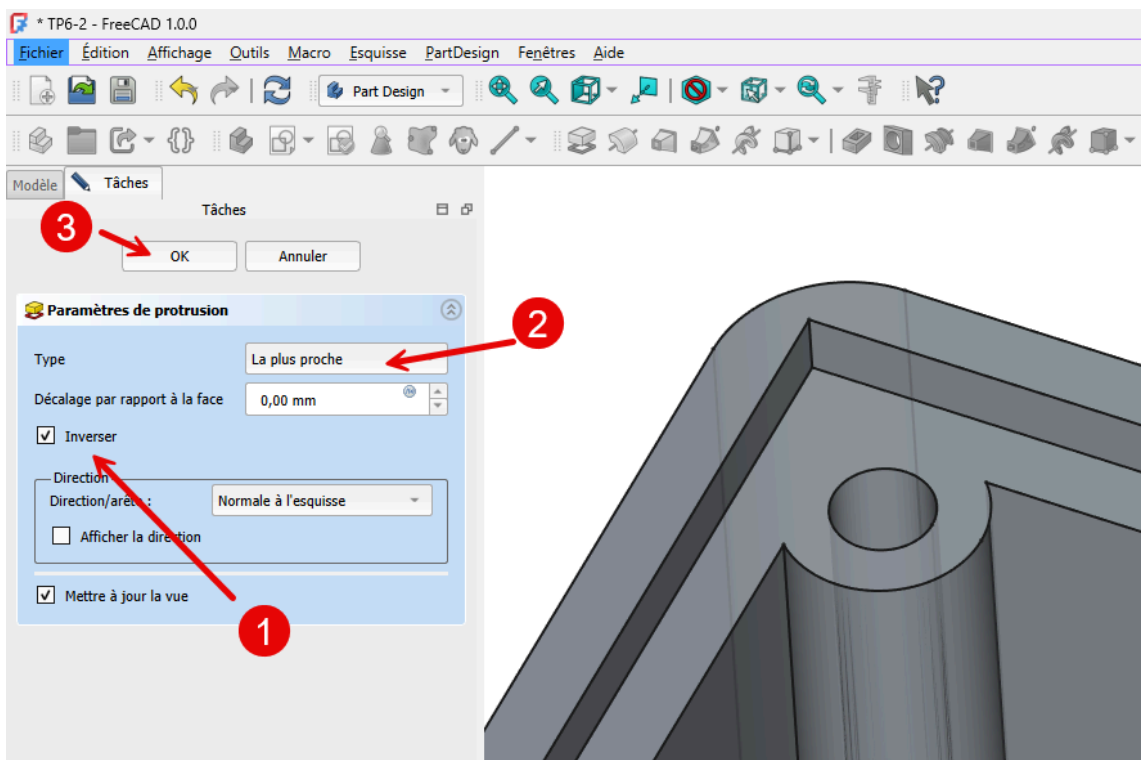 * TP6-2 - FreeCAD 1.0.0
Fichier Édition Affichage Outils Macro Esquisse PartDesign Fenêtres Aide
Part Design
Modèle Tâches
Tâches
3
OK Annuler
Paramètres de protrusion
2
Type La plus proche
Décalage par rapport à la face 0,00 mm
Inverser
Direction
Direction/arête : Normale à l'esquisse
Afficher la direction
Mettre à jour la vue
1